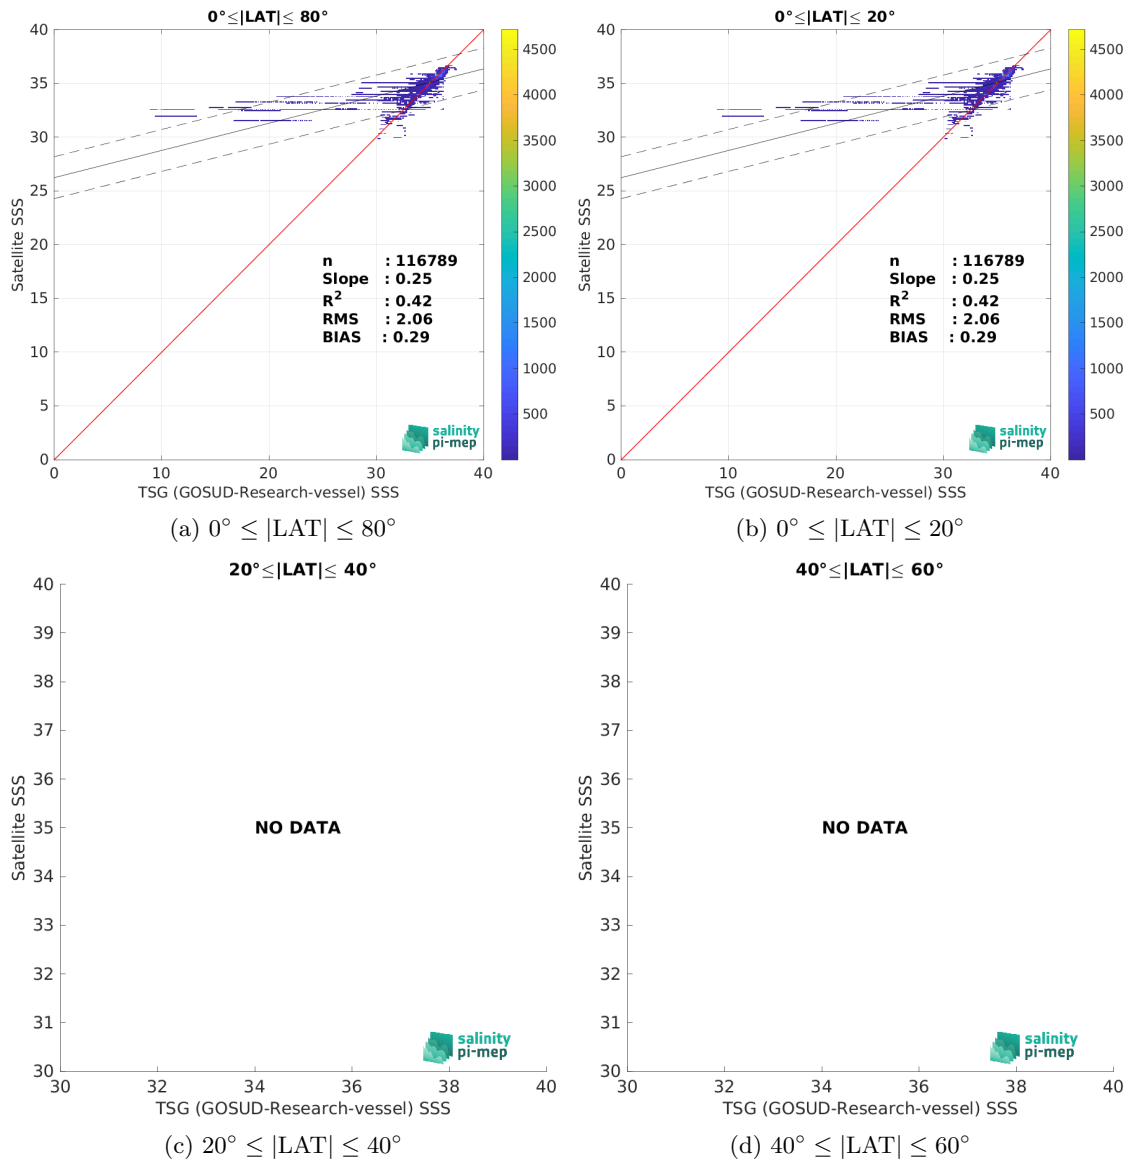 0°≤|LAT|≤ 80°
40
35
30
25
20
15
10
5
0
Satellite SSS
n : 116789
Slope : 0.25
R² : 0.42
RMS : 2.06
BIAS : 0.29
salinity
pi-mep
0 10 20 30 40
TSG (GOSUD-Research-vessel) SSS
4500
4000
3500
3000
2500
2000
1500
1000
500
(a) 0° ≤ |LAT| ≤ 80°
0°≤|LAT|≤ 20°
40
35
30
25
20
15
10
5
0
Satellite SSS
n : 116789
Slope : 0.25
R² : 0.42
RMS : 2.06
BIAS : 0.29
salinity
pi-mep
0 10 20 30 40
TSG (GOSUD-Research-vessel) SSS
4500
4000
3500
3000
2500
2000
1500
1000
500
(b) 0° ≤ |LAT| ≤ 20°
20°≤|LAT|≤ 40°
40
39
38
37
36
35
34
33
32
31
30
Satellite SSS
NO DATA
salinity
pi-mep
30 32 34 36 38 40
TSG (GOSUD-Research-vessel) SSS
(c) 20° ≤ |LAT| ≤ 40°
40°≤|LAT|≤ 60°
40
39
38
37
36
35
34
33
32
31
30
Satellite SSS
NO DATA
salinity
pi-mep
30 32 34 36 38 40
TSG (GOSUD-Research-vessel) SSS
(d) 40° ≤ |LAT| ≤ 60°